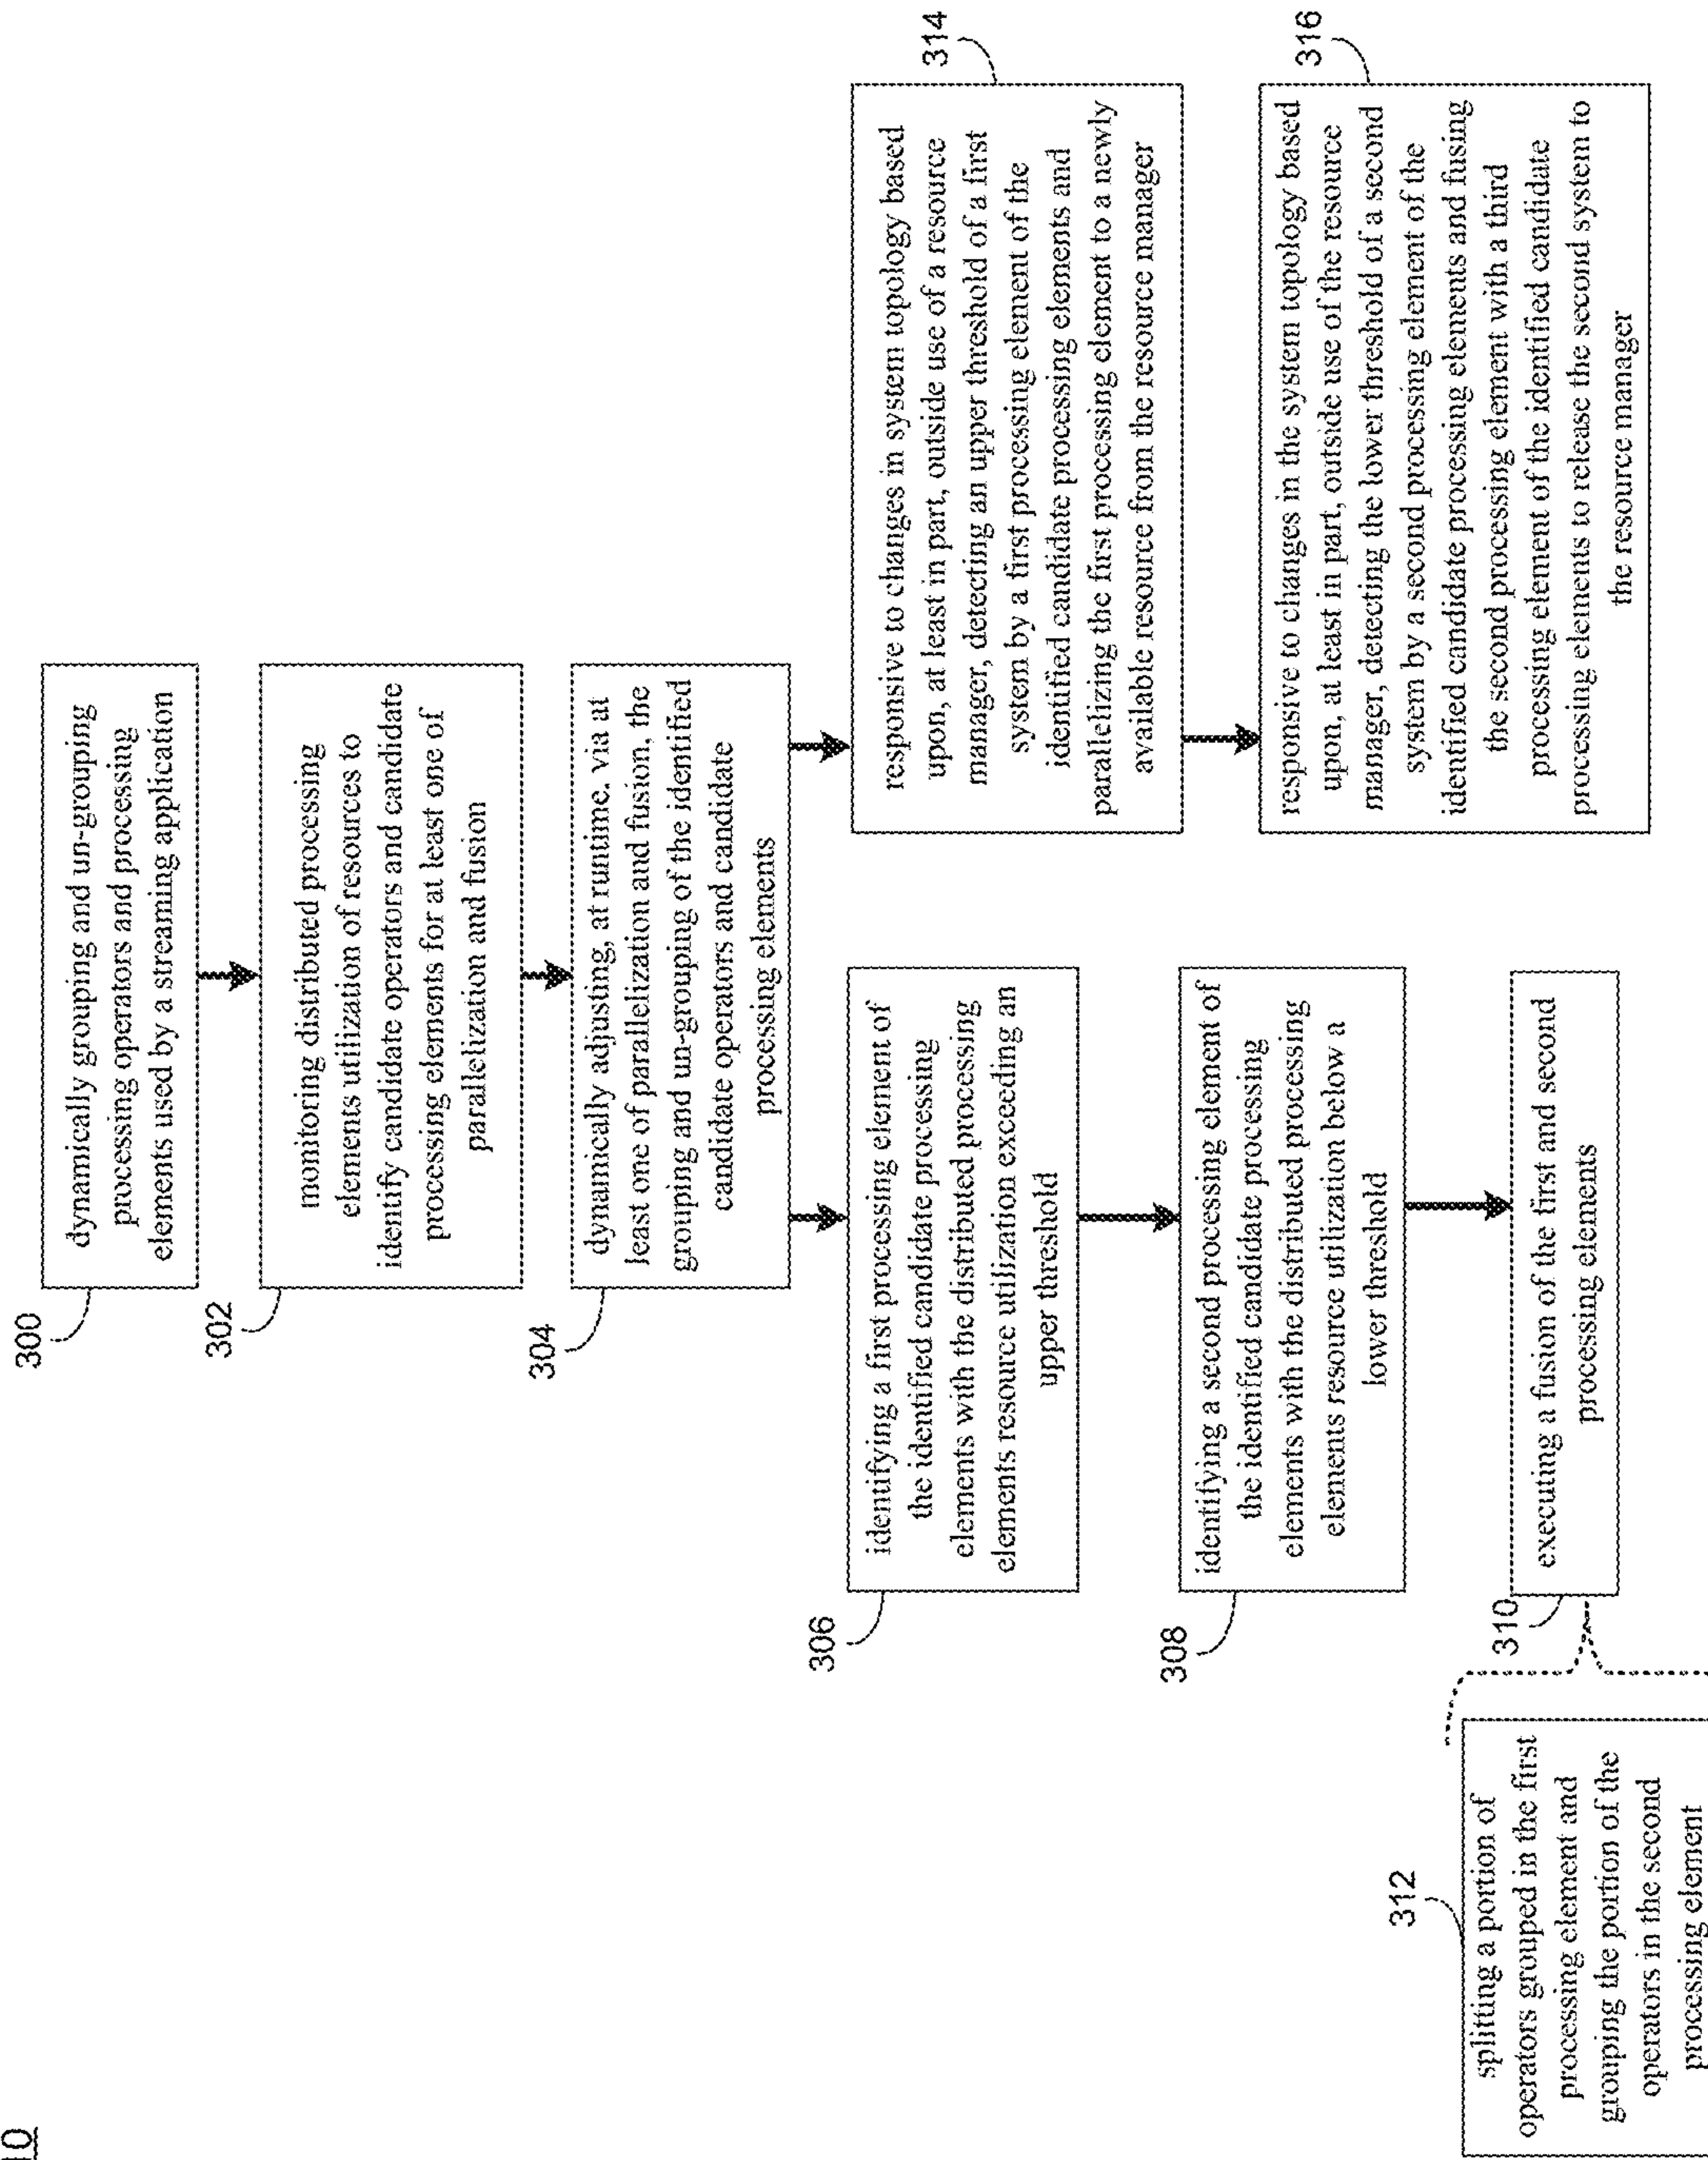 10
300
dynamically grouping and un-grouping
processing operators and processing
elements used by a streaming application
302
monitoring distributed processing
elements utilization of resources to
identify candidate operators and candidate
processing elements for at least one of
parallelization and fusion
304
dynamically adjusting, at runtime, via at
least one of parallelization and fusion, the
grouping and un-grouping of the identified
candidate operators and candidate
processing elements
306
identifying a first processing element of
the identified candidate processing
elements with the distributed processing
elements resource utilization exceeding an
upper threshold
308
identifying a second processing element of
the identified candidate processing
elements with the distributed processing
elements resource utilization below a
lower threshold
310
executing a fusion of the first and second
processing elements
312
splitting a portion of
operators grouped in the first
processing element and
grouping the portion of the
operators in the second
processing element
314
responsive to changes in system topology based
upon, at least in part, outside use of a resource
manager, detecting an upper threshold of a first
system by a first processing element of the
identified candidate processing elements and
parallelizing the first processing element to a newly
available resource from the resource manager
316
responsive to changes in the system topology based
upon, at least in part, outside use of the resource
manager, detecting the lower threshold of a second
system by a second processing element of the
identified candidate processing elements and fusing
the second processing element with a third
processing element of the identified candidate
processing elements to release the second system to
the resource manager